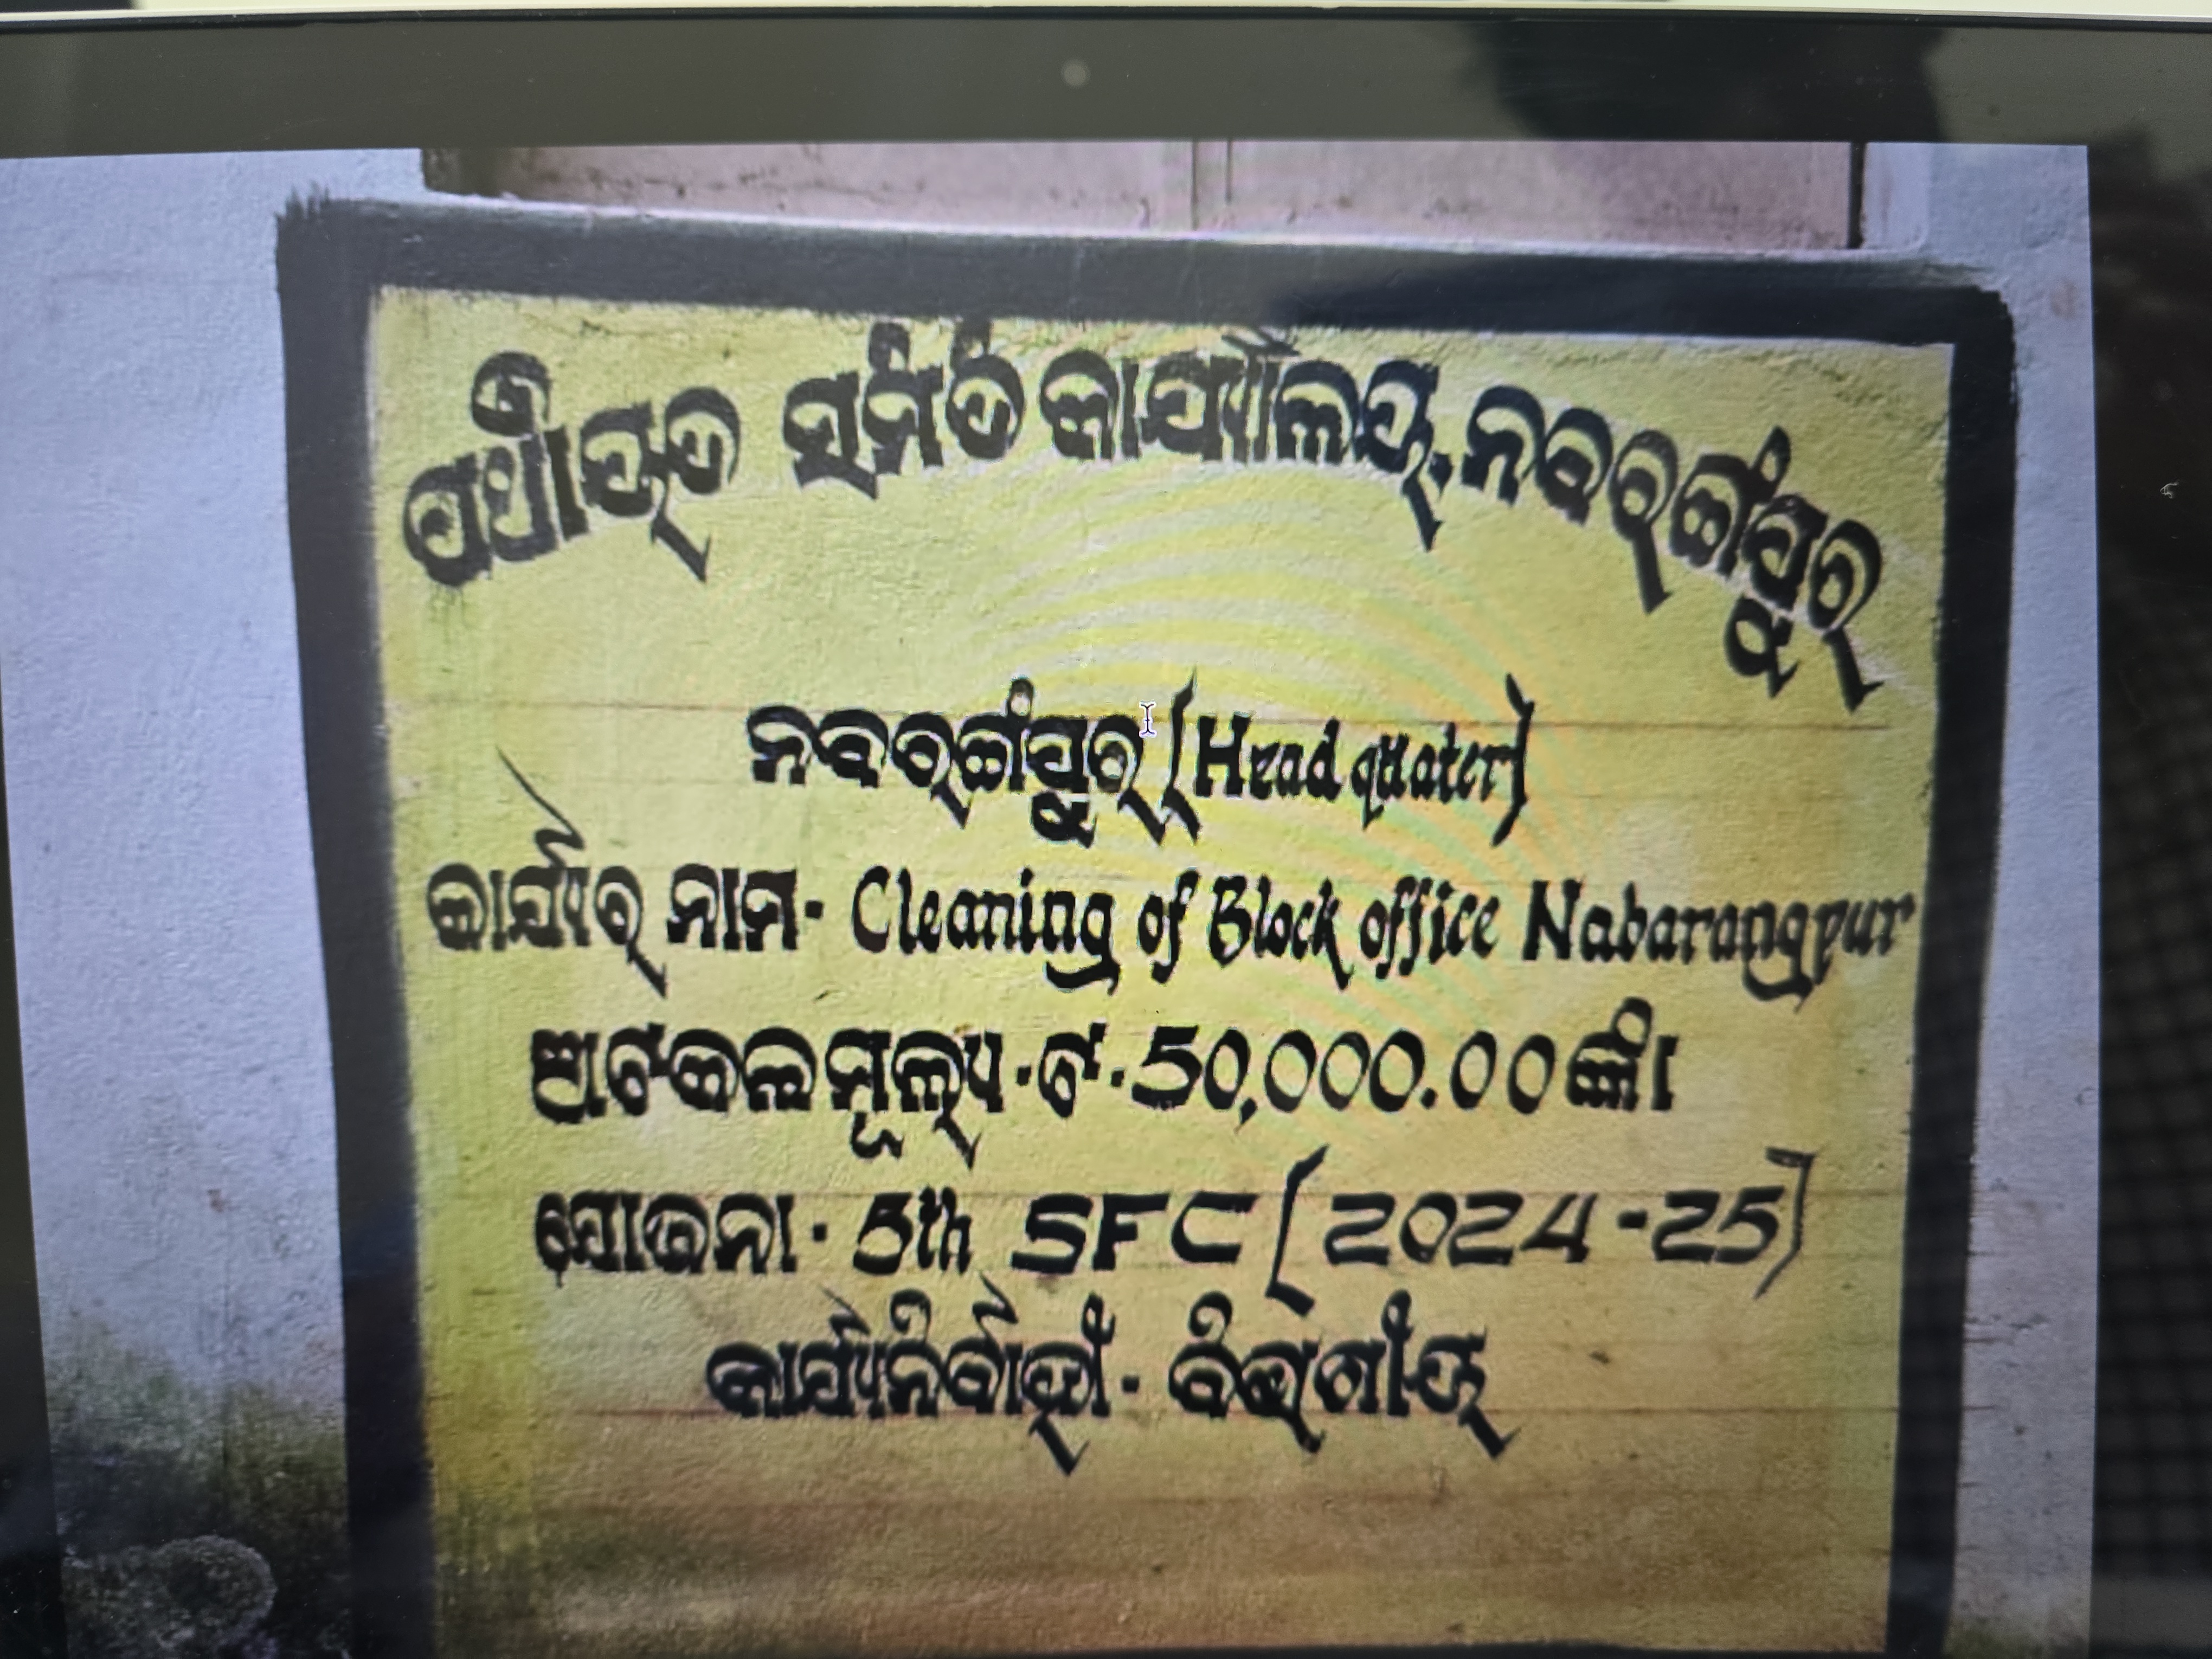 ପଞ୍ଚାୟତ ସମିତି କାର୍ଯ୍ୟାଳୟ, ନବରଙ୍ଗପୁର
ନବରଙ୍ଗପୁର (Head quater)
କାର୍ଯ୍ୟର ନାମ- Cleaning of Block office Nabarangpur
ଅଟକଳ ମୂଲ୍ୟ - ଟ. 50,000.00 ଙ୍କା
ଯୋଜନା - 5th SFC (2024-25)
କାର୍ଯ୍ୟନିର୍ବାହୀ - ବିଭାଗୀୟ